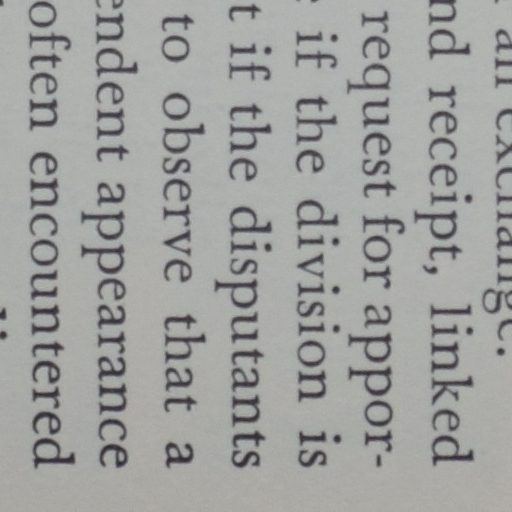 an exchange.
nd receipt, linked
request for appor-
if the division is
t if the disputants
to observe that a
endent appearance
often encountered